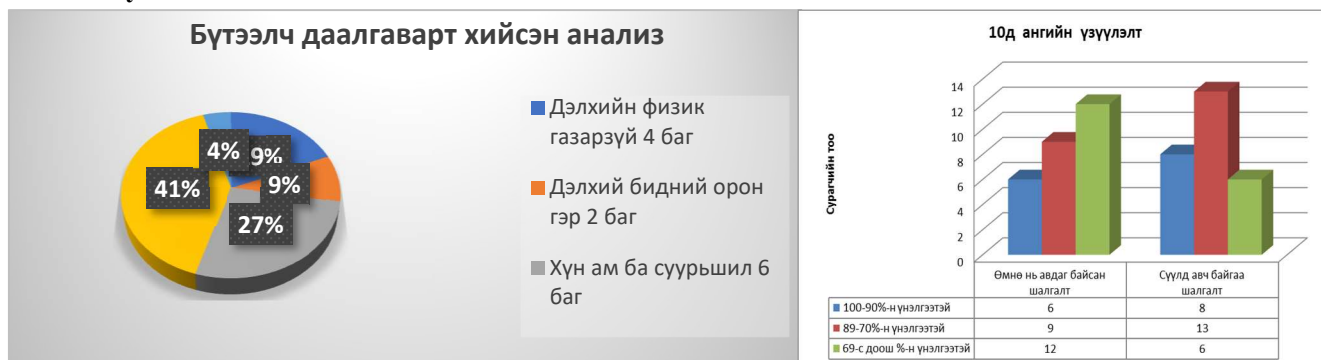 Бүтээлч даалгаварт хийсэн анализ
4%
9%
41%
9%
27%
Дэлхийн физик
газарзүй 4 баг
Дэлхий бидний орон
гэр 2 баг
Хүн ам ба суурьшил 6
баг
10д ангийн үзүүлэлт
Сурагчийн тоо
14
12
10
8
6
4
2
0
Өмнө нь авдаг байсан шалгалт
Сүүлд авч байгаа шалгалт
100-90%-н үнэлгээтэй 6 8
89-70%-н үнэлгээтэй 9 13
69-с доош %-н үнэлгээтэй 12 6